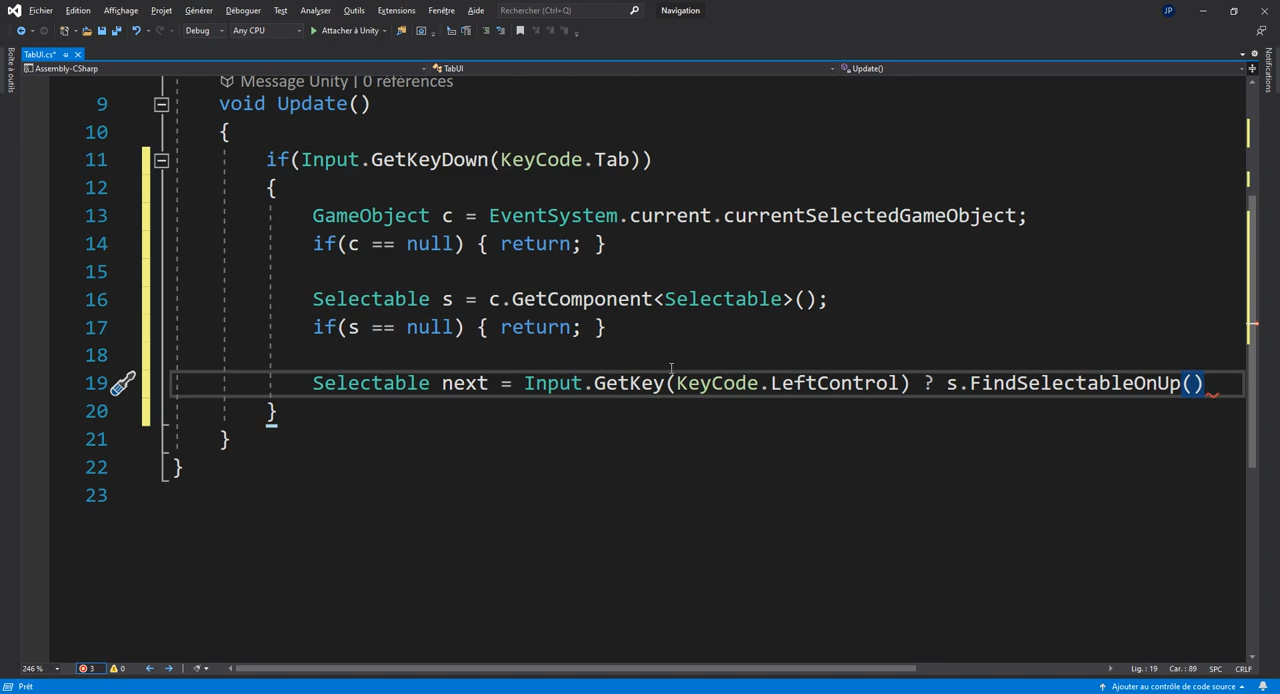 Fichier Edition Affichage Projet Générer Déboguer Test Analyser Outils Extensions Fenêtre Aide Rechercher (Ctrl+Q) Navigation JP
Debug Any CPU Attacher à Unity
Boîte à outils
TabUI.cs*
Notifications
Assembly-CSharp TabUI Update()
Message Unity | 0 références
9 void Update()
10 {
11 if(Input.GetKeyDown(KeyCode.Tab))
12 {
13 GameObject c = EventSystem.current.currentSelectedGameObject;
14 if(c == null) { return; }
15
16 Selectable s = c.GetComponent<Selectable>();
17 if(s == null) { return; }
18
19 Selectable next = Input.GetKey(KeyCode.LeftControl) ? s.FindSelectableOnUp()
20 }
21 }
22 }
23
246 % 3 0 Lig. : 19 Car. : 89 SPC CRLF
Prêt Ajouter au contrôle de code source